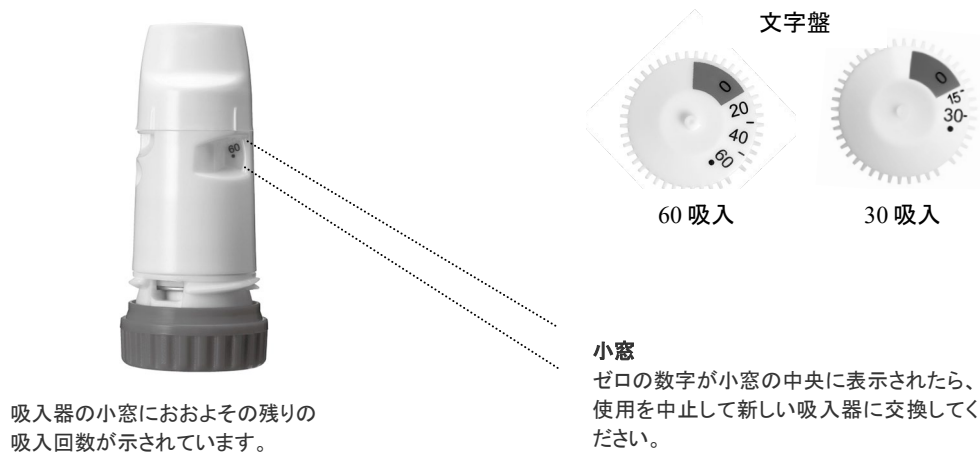 文字盤
0
20
40
60
0
15
30
60 吸入
30 吸入
60
小窓
ゼロの数字が小窓の中央に表示されたら、
使用を中止して新しい吸入器に交換してく
ださい。
吸入器の小窓におおよその残りの
吸入回数が示されています。